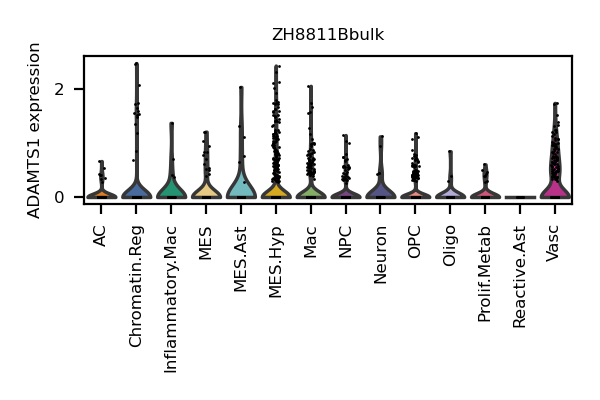 ZH8811Bbulk
ADAMTS1 expression
2
0
AC
Chromatin.Reg
Inflammatory.Mac
MES
MES.Ast
MES.Hyp
Mac
NPC
Neuron
OPC
Oligo
Prolif.Metab
Reactive.Ast
Vasc